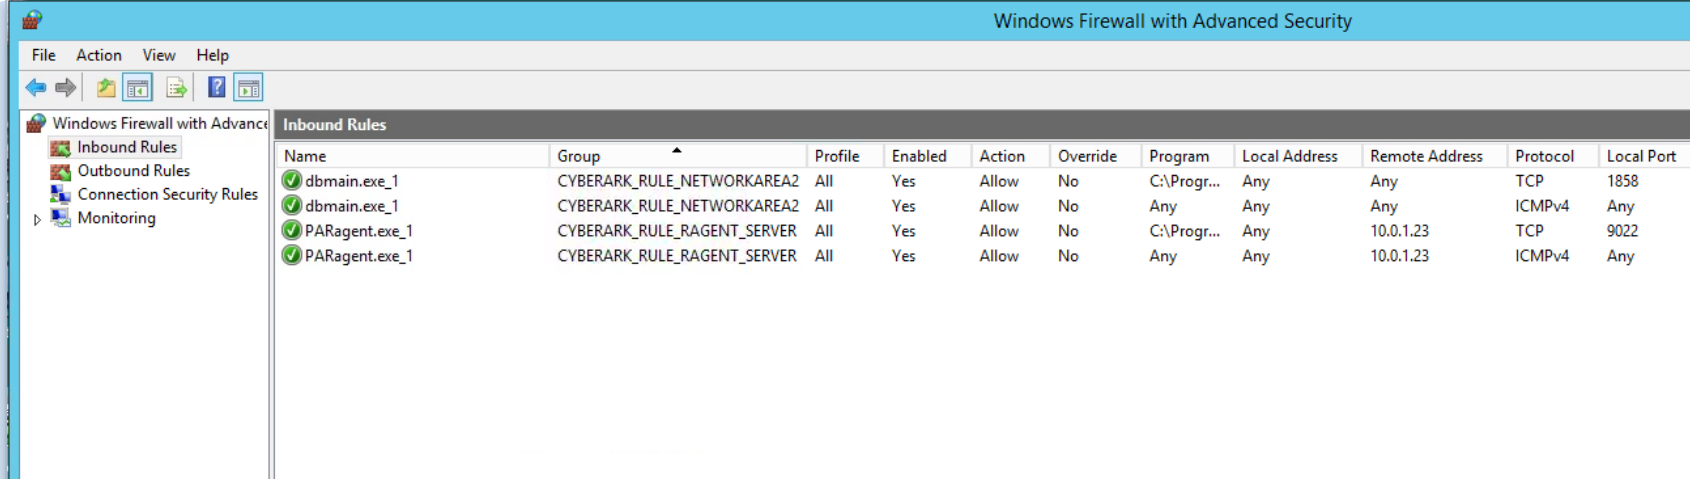 Windows Firewall with Advanced Security
File Action View Help
Windows Firewall with Advance
Inbound Rules
Outbound Rules
Connection Security Rules
Monitoring
Inbound Rules
Name Group Profile Enabled Action Override Program Local Address Remote Address Protocol Local Port
dbmain.exe_1 CYBERARK_RULE_NETWORKAREA2 All Yes Allow No C:\Progr... Any Any TCP 1858
dbmain.exe_1 CYBERARK_RULE_NETWORKAREA2 All Yes Allow No Any Any Any ICMPv4 Any
PARagent.exe_1 CYBERARK_RULE_RAGENT_SERVER All Yes Allow No C:\Progr... Any 10.0.1.23 TCP 9022
PARagent.exe_1 CYBERARK_RULE_RAGENT_SERVER All Yes Allow No Any Any 10.0.1.23 ICMPv4 Any